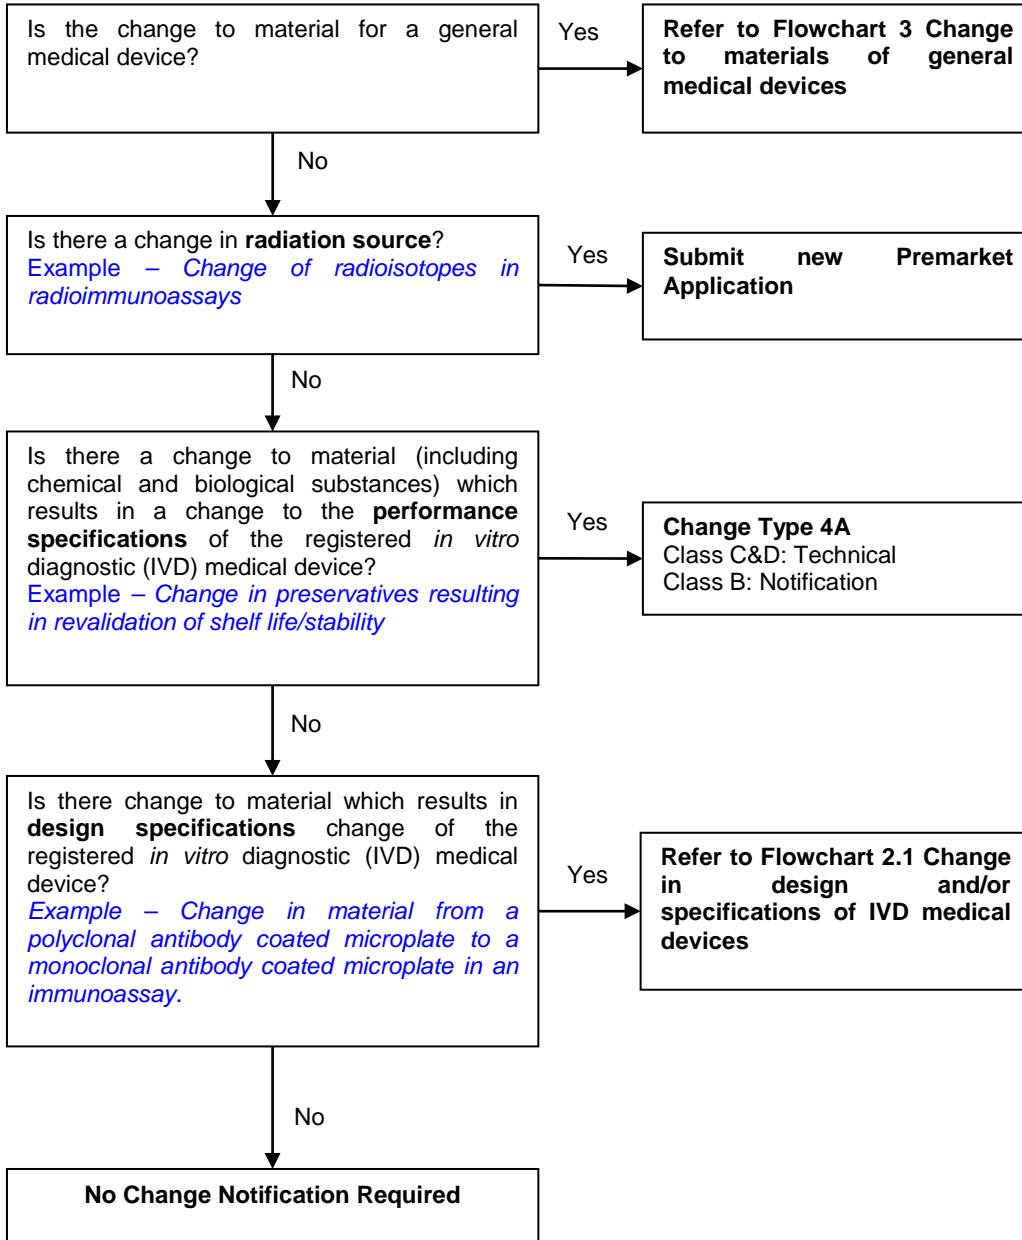 Is the change to material for a general
medical device?
Yes
Refer to Flowchart 3 Change
to materials of general
medical devices
No
Is there a change in radiation source?
Example – Change of radioisotopes in
radioimmunoassays
Yes
Submit new Premarket
Application
No
Is there a change to material (including
chemical and biological substances) which
results in a change to the performance
specifications of the registered in vitro
diagnostic (IVD) medical device?
Example – Change in preservatives resulting
in revalidation of shelf life/stability
Yes
Change Type 4A
Class C&D: Technical
Class B: Notification
No
Is there change to material which results in
design specifications change of the
registered in vitro diagnostic (IVD) medical
device?
Example – Change in material from a
polyclonal antibody coated microplate to a
monoclonal antibody coated microplate in an
immunoassay.
Yes
Refer to Flowchart 2.1 Change
in design and/or
specifications of IVD medical
devices
No
No Change Notification Required